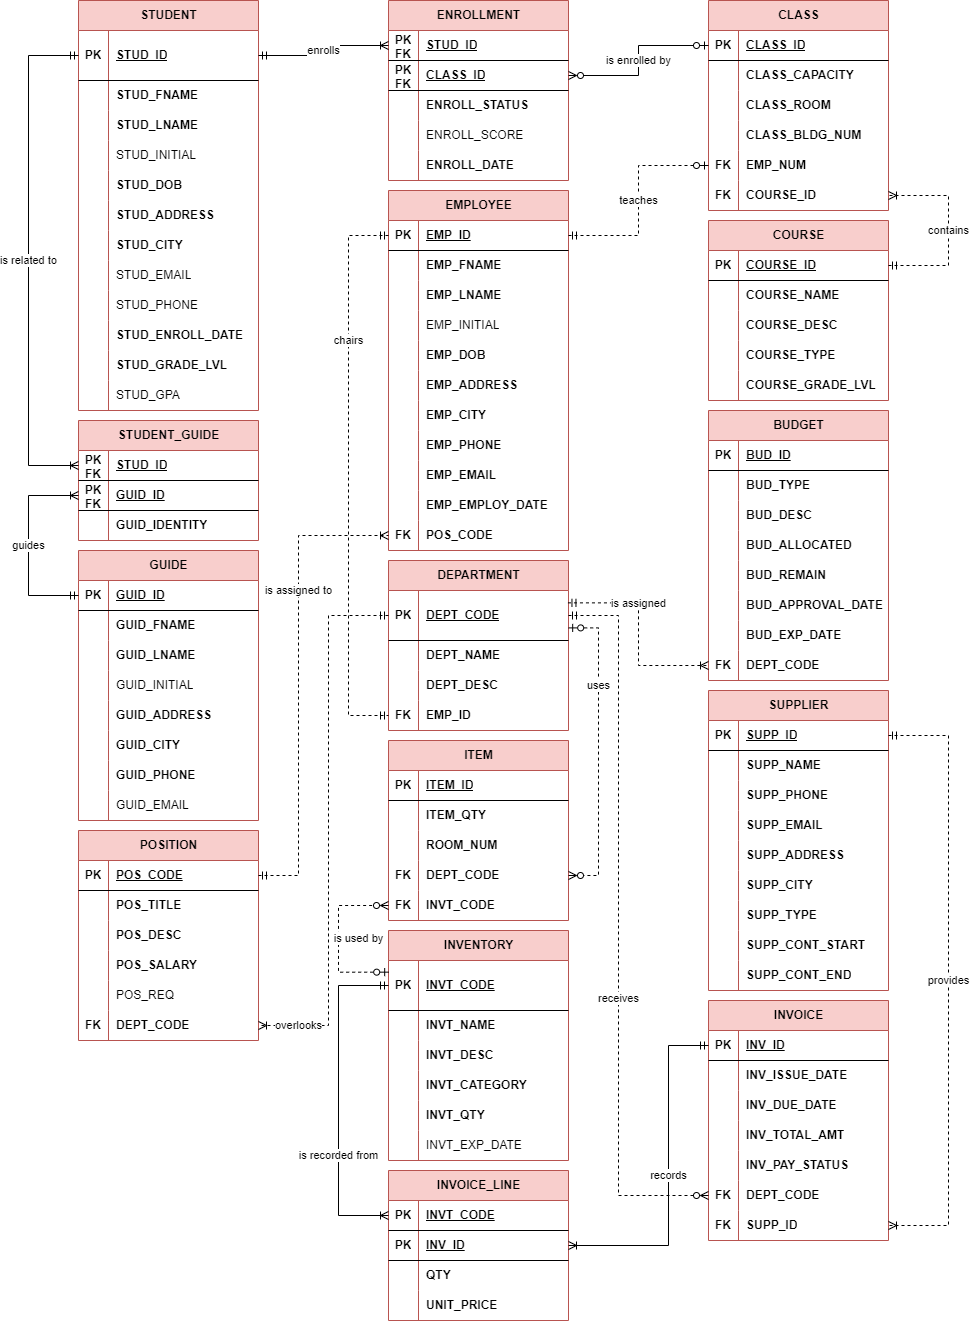 STUDENT
PK STUD_ID
STUD_FNAME
STUD_LNAME
STUD_INITIAL
STUD_DOB
STUD_ADDRESS
STUD_CITY
STUD_EMAIL
STUD_PHONE
STUD_ENROLL_DATE
STUD_GRADE_LVL
STUD_GPA
is related to
enrolls
STUDENT_GUIDE
PK
FK
STUD_ID
PK
FK
GUID_ID
GUID_IDENTITY
guides
GUIDE
PK GUID_ID
GUID_FNAME
GUID_LNAME
GUID_INITIAL
GUID_ADDRESS
GUID_CITY
GUID_PHONE
GUID_EMAIL
POSITION
PK POS_CODE
POS_TITLE
POS_DESC
POS_SALARY
POS_REQ
FK DEPT_CODE
is assigned to
overlooks
ENROLLMENT
PK
FK
STUD_ID
PK
FK
CLASS_ID
ENROLL_STATUS
ENROLL_SCORE
ENROLL_DATE
is enrolled by
EMPLOYEE
PK EMP_ID
EMP_FNAME
EMP_LNAME
EMP_INITIAL
EMP_DOB
EMP_ADDRESS
EMP_CITY
EMP_PHONE
EMP_EMAIL
EMP_EMPLOY_DATE
FK POS_CODE
teaches
chairs
DEPARTMENT
PK DEPT_CODE
DEPT_NAME
DEPT_DESC
FK EMP_ID
is assigned
uses
ITEM
PK ITEM_ID
ITEM_QTY
ROOM_NUM
FK DEPT_CODE
FK INVT_CODE
is used by
INVENTORY
PK INVT_CODE
INVT_NAME
INVT_DESC
INVT_CATEGORY
INVT_QTY
INVT_EXP_DATE
is recorded from
receives
INVOICE_LINE
PK INVT_CODE
PK INV_ID
QTY
UNIT_PRICE
records
CLASS
PK CLASS_ID
CLASS_CAPACITY
CLASS_ROOM
CLASS_BLDG_NUM
FK EMP_NUM
FK COURSE_ID
contains
COURSE
PK COURSE_ID
COURSE_NAME
COURSE_DESC
COURSE_TYPE
COURSE_GRADE_LVL
BUDGET
PK BUD_ID
BUD_TYPE
BUD_DESC
BUD_ALLOCATED
BUD_REMAIN
BUD_APPROVAL_DATE
BUD_EXP_DATE
FK DEPT_CODE
SUPPLIER
PK SUPP_ID
SUPP_NAME
SUPP_PHONE
SUPP_EMAIL
SUPP_ADDRESS
SUPP_CITY
SUPP_TYPE
SUPP_CONT_START
SUPP_CONT_END
provides
INVOICE
PK INV_ID
INV_ISSUE_DATE
INV_DUE_DATE
INV_TOTAL_AMT
INV_PAY_STATUS
FK DEPT_CODE
FK SUPP_ID